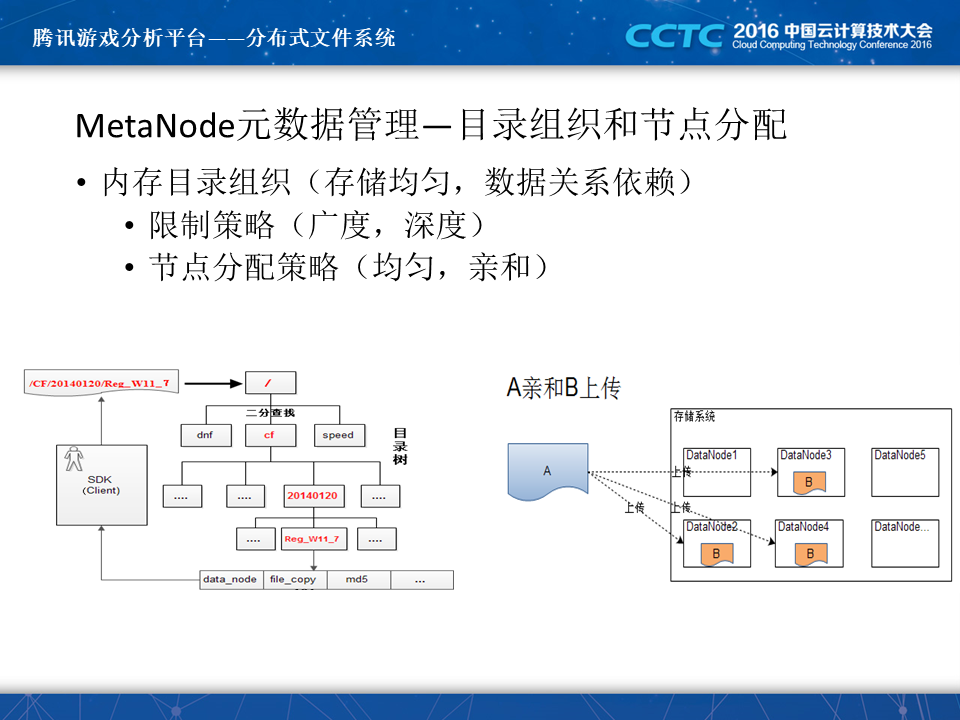 腾讯游戏分析平台——分布式文件系统
CCTC 2016 中国云计算技术大会
Cloud Computing Technology Conference 2016
MetaNode元数据管理—目录组织和节点分配
• 内存目录组织（存储均匀，数据关系依赖）
• 限制策略（广度，深度）
• 节点分配策略（均匀，亲和）
/CF/20140120/Reg_W11_7
/
二分查找
dnf
cf
speed
目录树
SDK
(Client)
....
....
20140120
....
....
Reg_W11_7
....
data_node
file_copy
md5
...
A亲和B上传
存储系统
A
DataNode1
DataNode3
DataNode5
B
上传
上传
上传
DataNode2
DataNode4
DataNode...
B
B